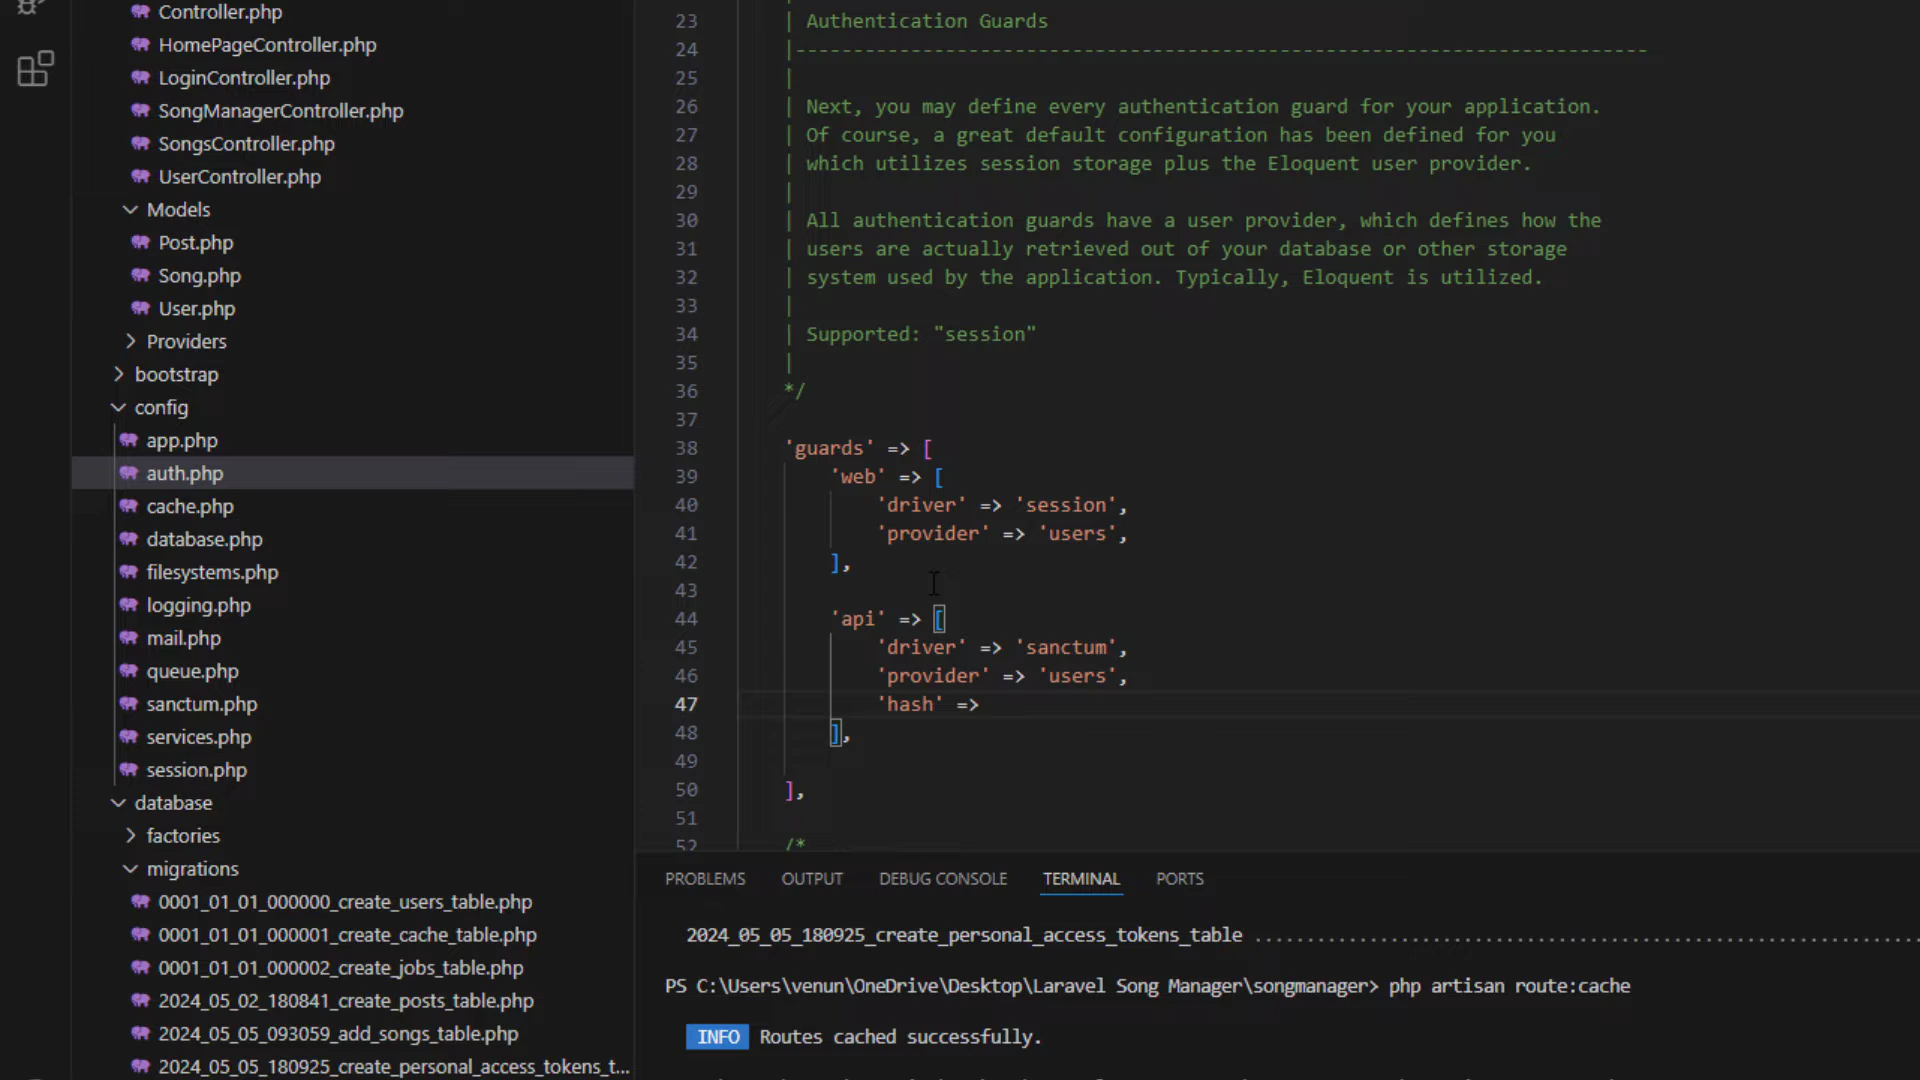 Controller.php
HomePageController.php
LoginController.php
SongManagerController.php
SongsController.php
UserController.php
Models
Post.php
Song.php
User.php
Providers
bootstrap
config
app.php
auth.php
cache.php
database.php
filesystems.php
logging.php
mail.php
queue.php
sanctum.php
services.php
session.php
database
factories
migrations
0001_01_01_000000_create_users_table.php
0001_01_01_000001_create_cache_table.php
0001_01_01_000002_create_jobs_table.php
2024_05_02_180841_create_posts_table.php
2024_05_05_093059_add_songs_table.php
2024_05_05_180925_create_personal_access_tokens_t...
23 | Authentication Guards
24 |--------------------------------------------------------------------------
25 |
26 | Next, you may define every authentication guard for your application.
27 | Of course, a great default configuration has been defined for you
28 | which utilizes session storage plus the Eloquent user provider.
29 |
30 | All authentication guards have a user provider, which defines how the
31 | users are actually retrieved out of your database or other storage
32 | system used by the application. Typically, Eloquent is utilized.
33 |
34 | Supported: "session"
35 |
36 */
37
38 'guards' => [
39 'web' => [
40 'driver' => 'session',
41 'provider' => 'users',
42 ],
43
44 'api' => [
45 'driver' => 'sanctum',
46 'provider' => 'users',
47 'hash' =>
48 ],
49
50 ],
51
52 /*
PROBLEMS OUTPUT DEBUG CONSOLE TERMINAL PORTS
2024_05_05_180925_create_personal_access_tokens_table ..........................................................
PS C:\Users\venun\OneDrive\Desktop\Laravel Song Manager\songmanager> php artisan route:cache
INFO Routes cached successfully.